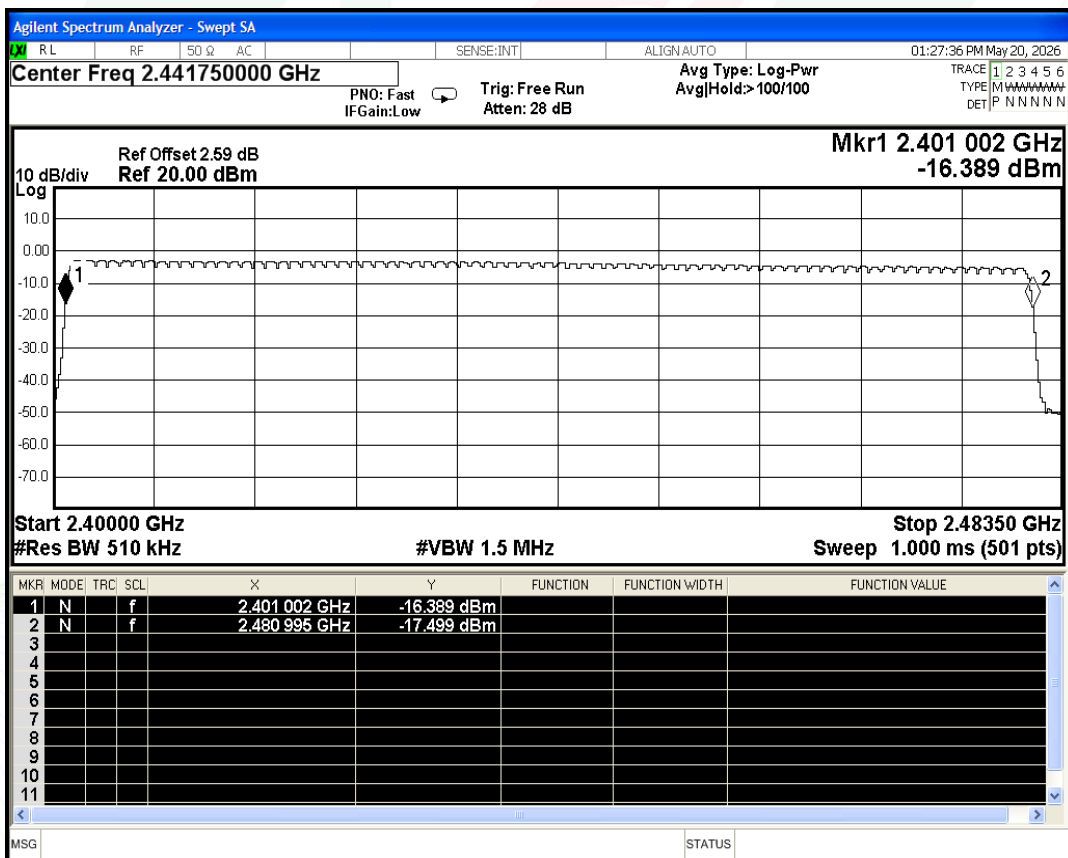 Agilent Spectrum Analyzer - Swept SA
LXI RL RF 50 Ω AC SENSE:INT ALIGN AUTO 01:27:36 PM May 20, 2026
Center Freq 2.441750000 GHz
PNO: Fast
IFGain:Low
Trig: Free Run
Atten: 28 dB
Avg Type: Log-Pwr
Avg|Hold:>100/100
TRACE 1 2 3 4 5 6
TYPE M
DET P N N N N N
Mkr1 2.401 002 GHz
-16.389 dBm
Ref Offset 2.59 dB
10 dB/div Ref 20.00 dBm
Log
10.0
0.00
-10.0
-20.0
-30.0
-40.0
-50.0
-60.0
-70.0
1
2
Start 2.40000 GHz Stop 2.48350 GHz
#Res BW 510 kHz #VBW 1.5 MHz Sweep 1.000 ms (501 pts)
MKR MODE TRC SCL X Y FUNCTION FUNCTION WIDTH FUNCTION VALUE
1 N f 2.401 002 GHz -16.389 dBm
2 N f 2.480 995 GHz -17.499 dBm
3
4
5
6
7
8
9
10
11
MSG STATUS